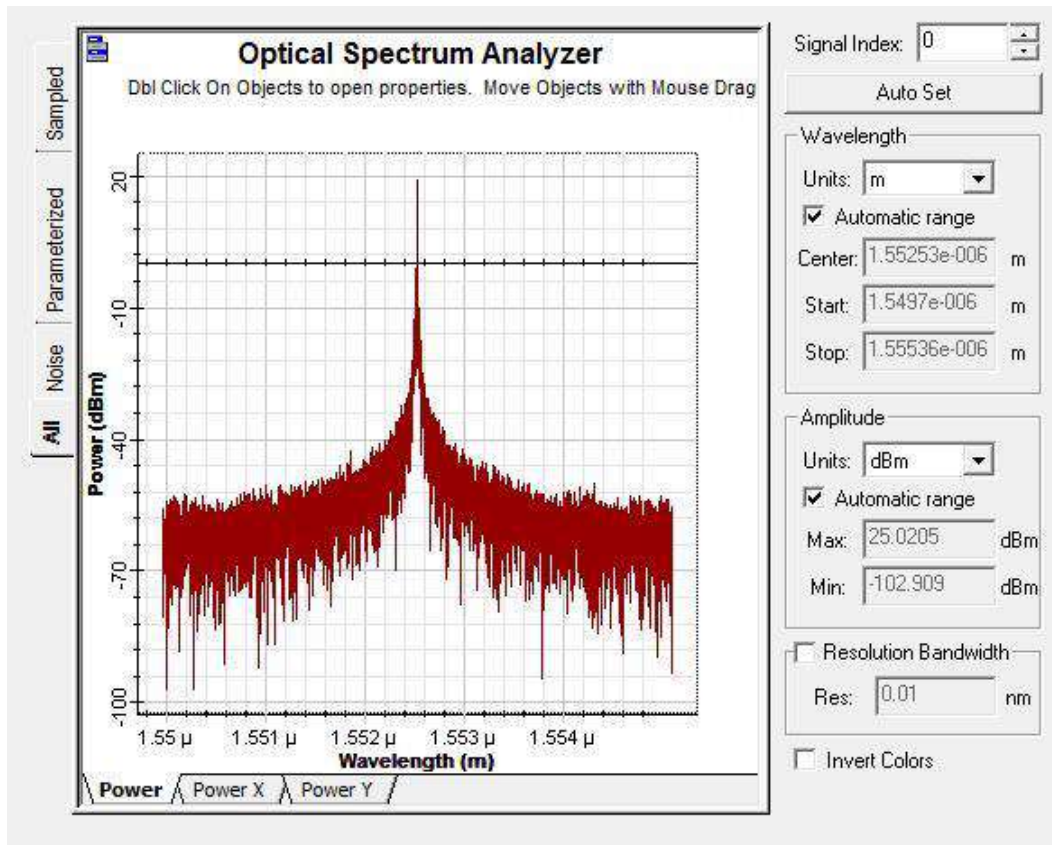 Optical Spectrum Analyzer
Dbl Click On Objects to open properties. Move Objects with Mouse Drag
Sampled
Parameterized
Noise
All
Power (dBm)
20
-10
-40
-70
-100
1.55 µ
1.551 µ
1.552 µ
1.553 µ
1.554 µ
Wavelength (m)
Power
Power X
Power Y
Signal Index: 0
Auto Set
Wavelength
Units: m
Automatic range
Center: 1.55253e-006 m
Start: 1.5497e-006 m
Stop: 1.55536e-006 m
Amplitude
Units: dBm
Automatic range
Max: 25.0205 dBm
Min: -102.909 dBm
Resolution Bandwidth
Res: 0.01 nm
Invert Colors